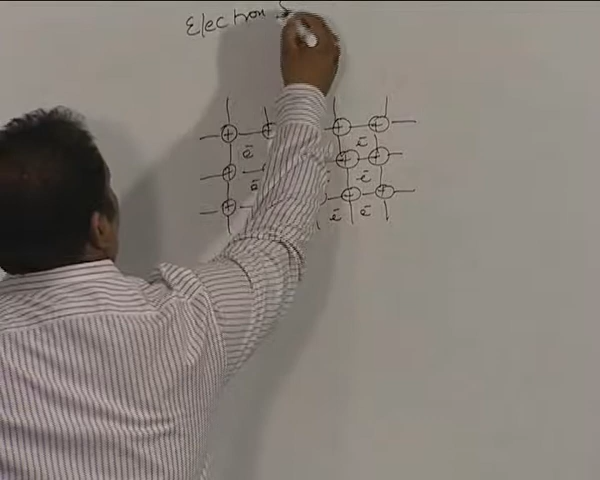 Electron
+ + + +
e⁻ e⁻
+ + +
e⁻ e⁻
+ + +
e⁻ e⁻